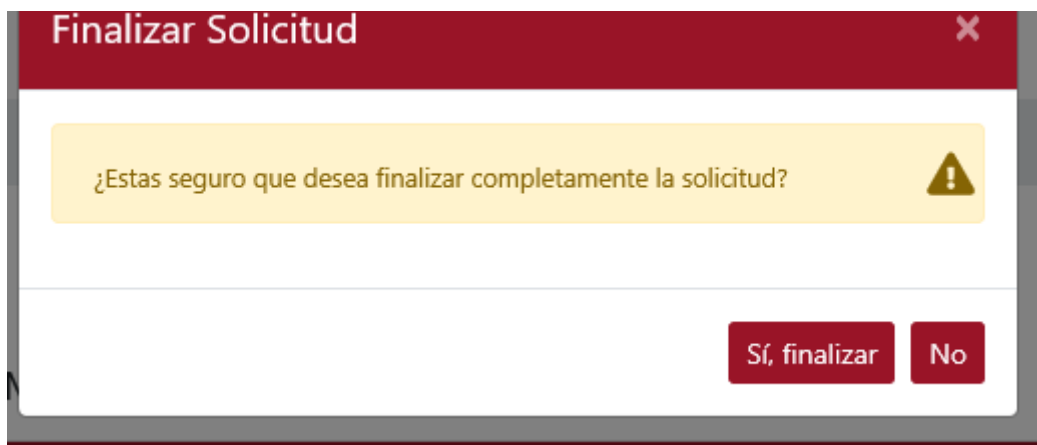 Finalizar Solicitud
¿Estas seguro que desea finalizar completamente la solicitud?
Sí, finalizar
No